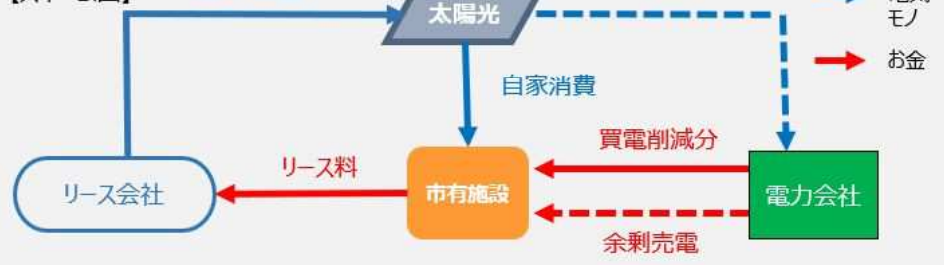 太陽光
モノ
お金
自家消費
買電削減分
リース料
リース会社
市有施設
電力会社
余剰売電